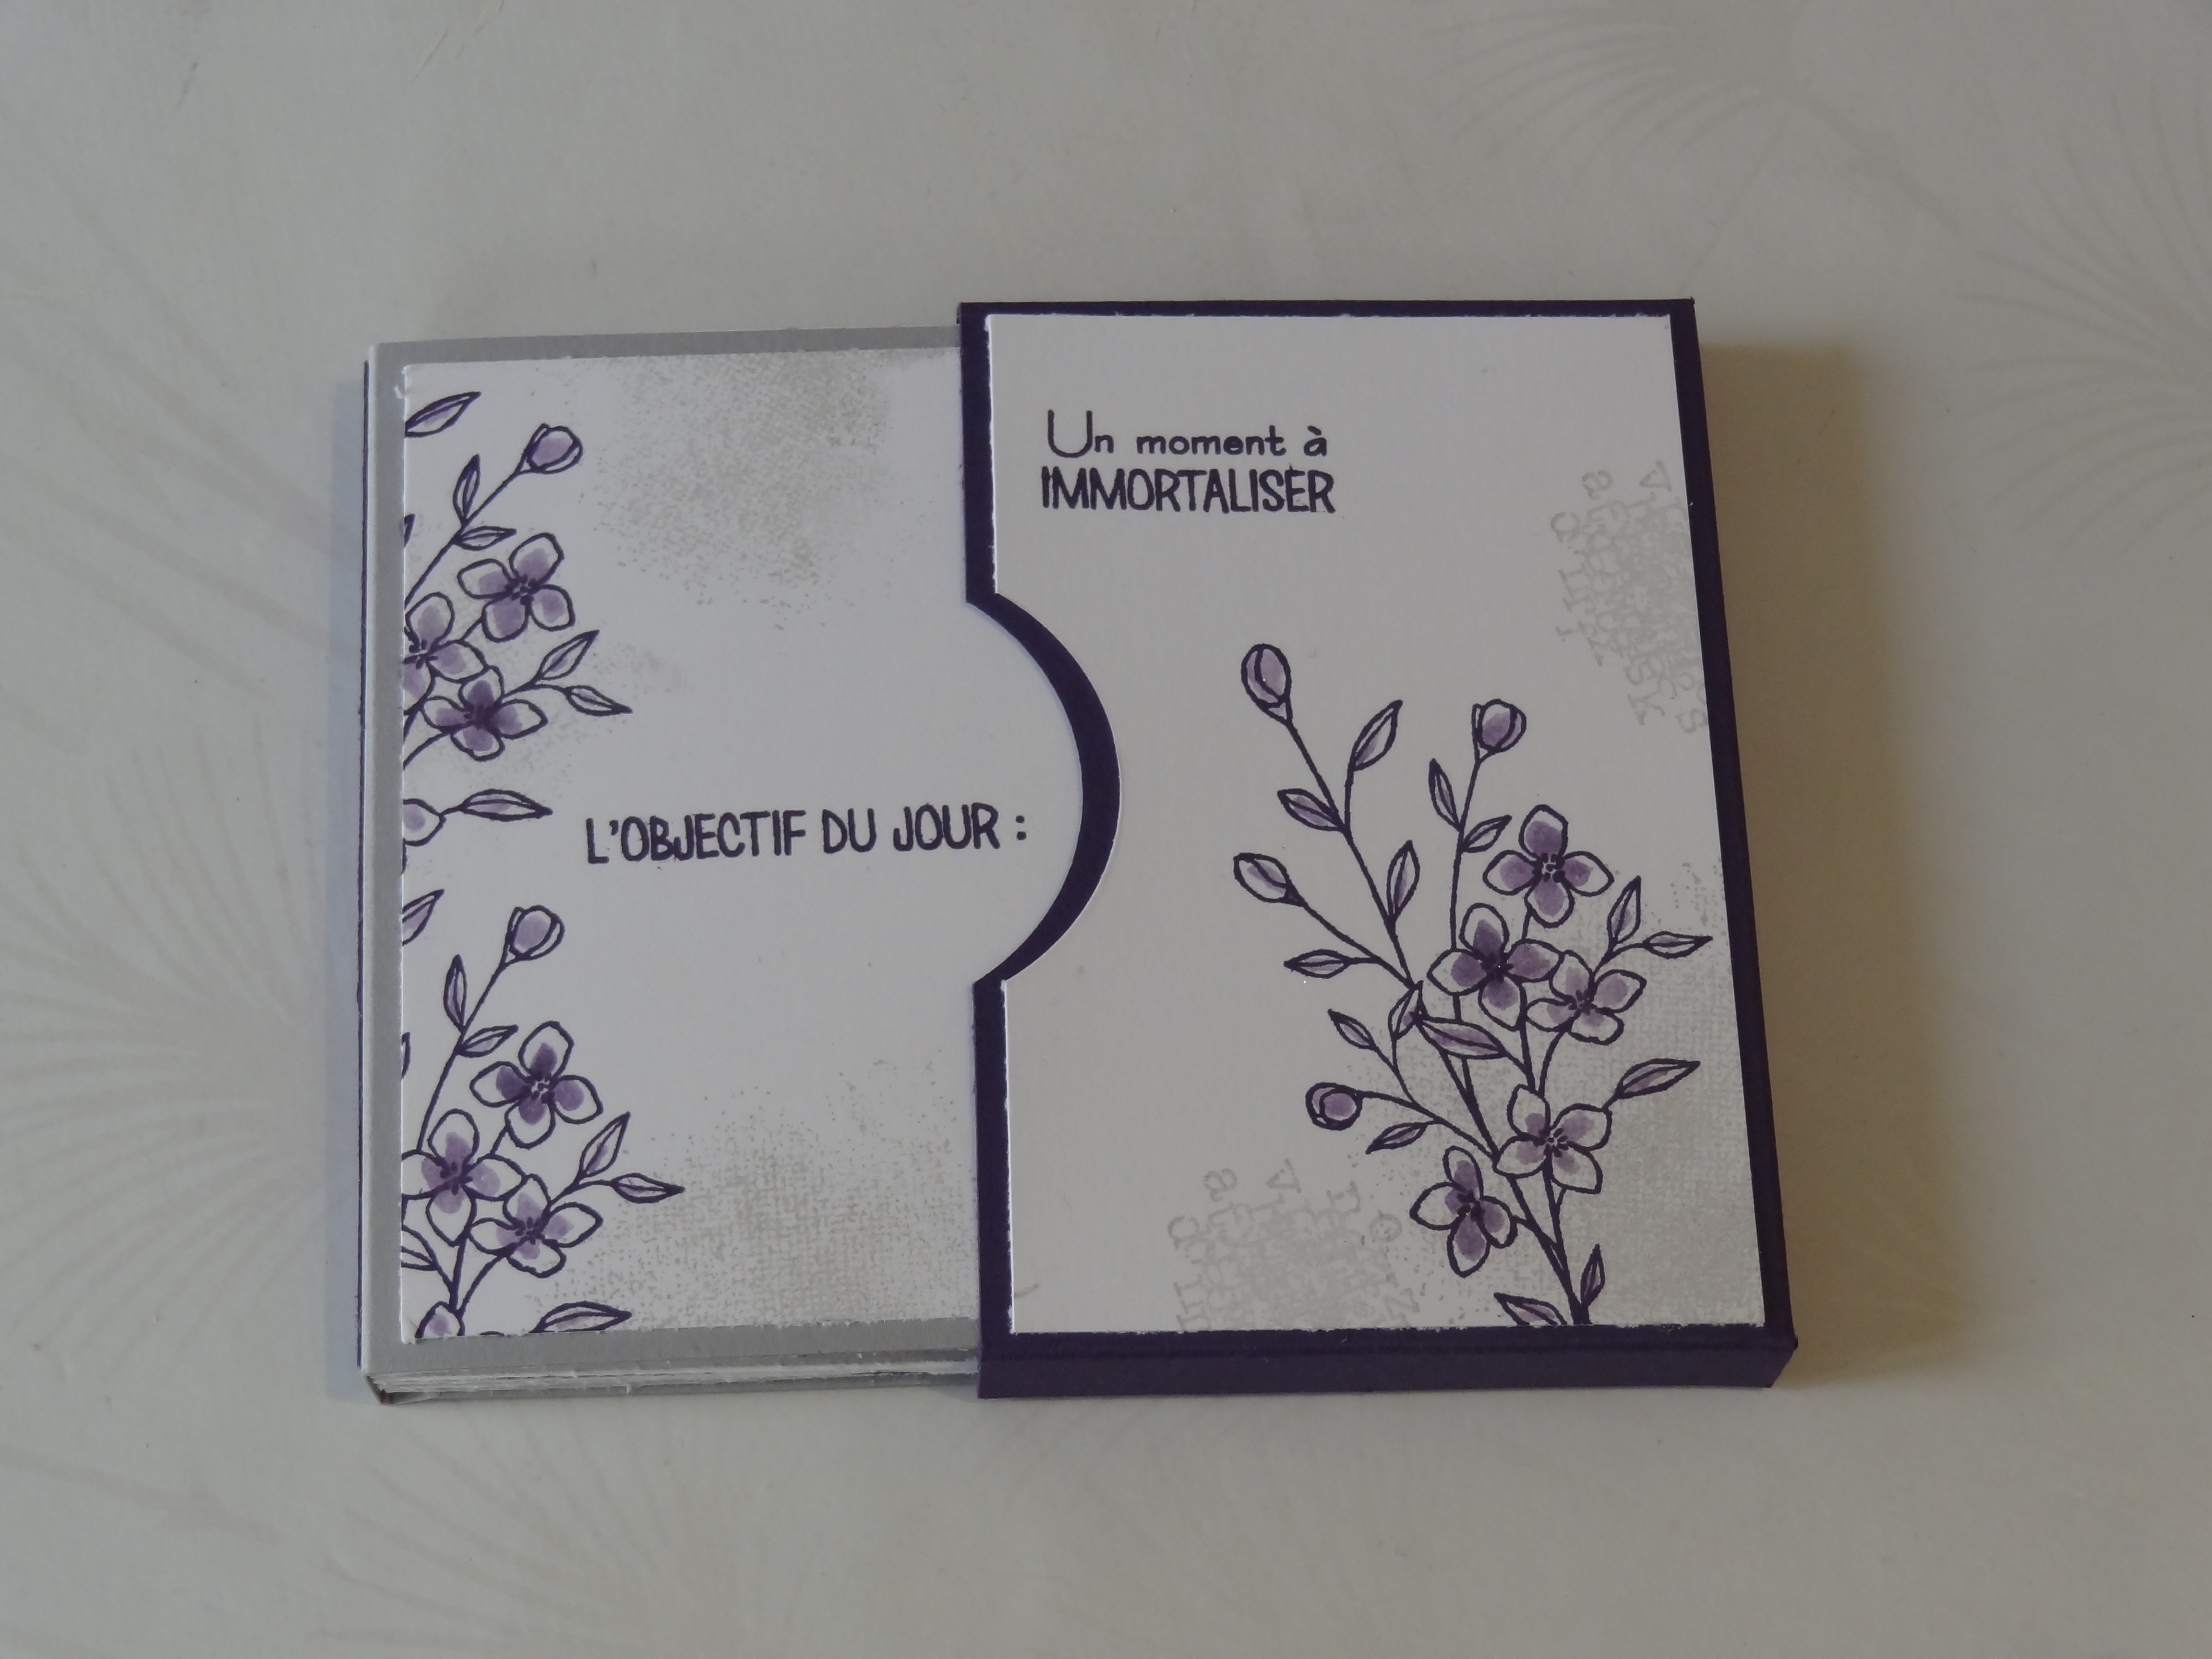 Un moment à
IMMORTALISER
L'OBJECTIF DU JOUR :